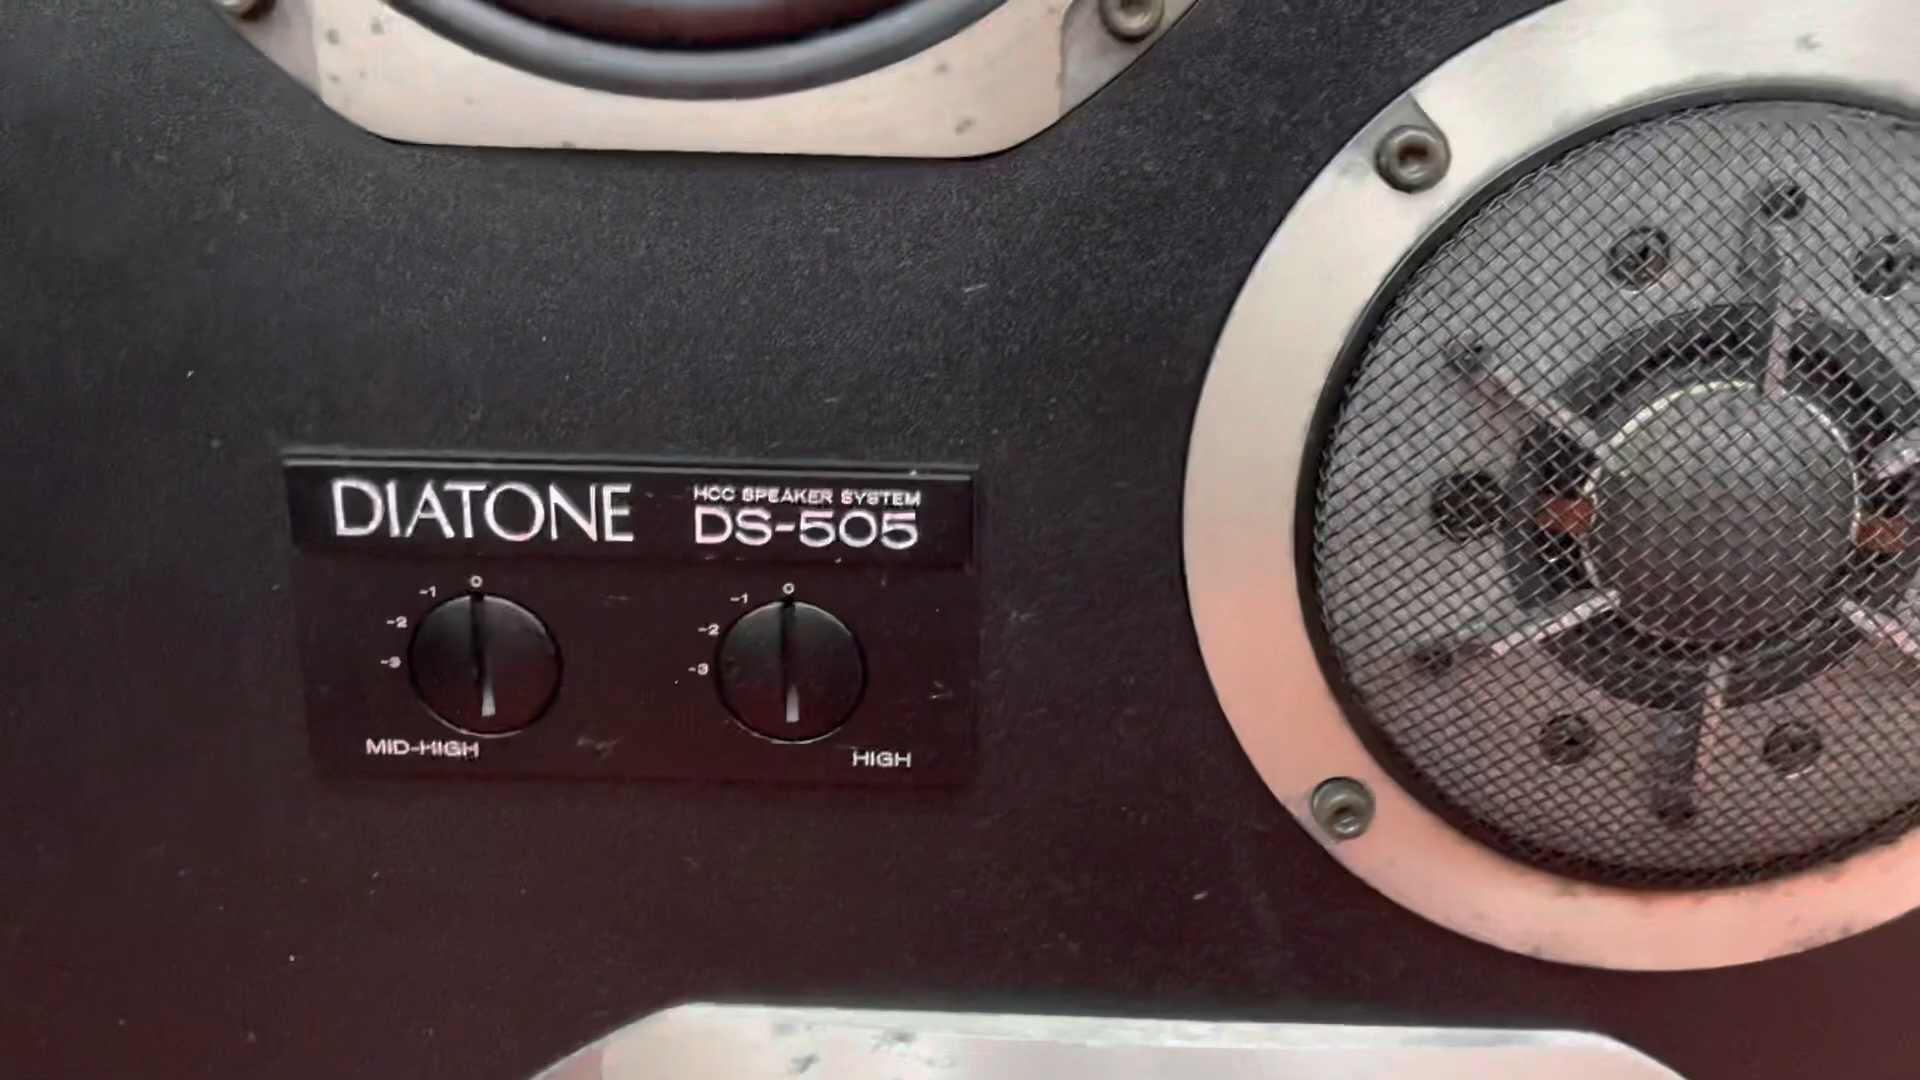 DIATONE
HCC SPEAKER SYSTEM
DS-505
0
-1
-2
-3
MID-HIGH
0
-1
-2
-3
HIGH